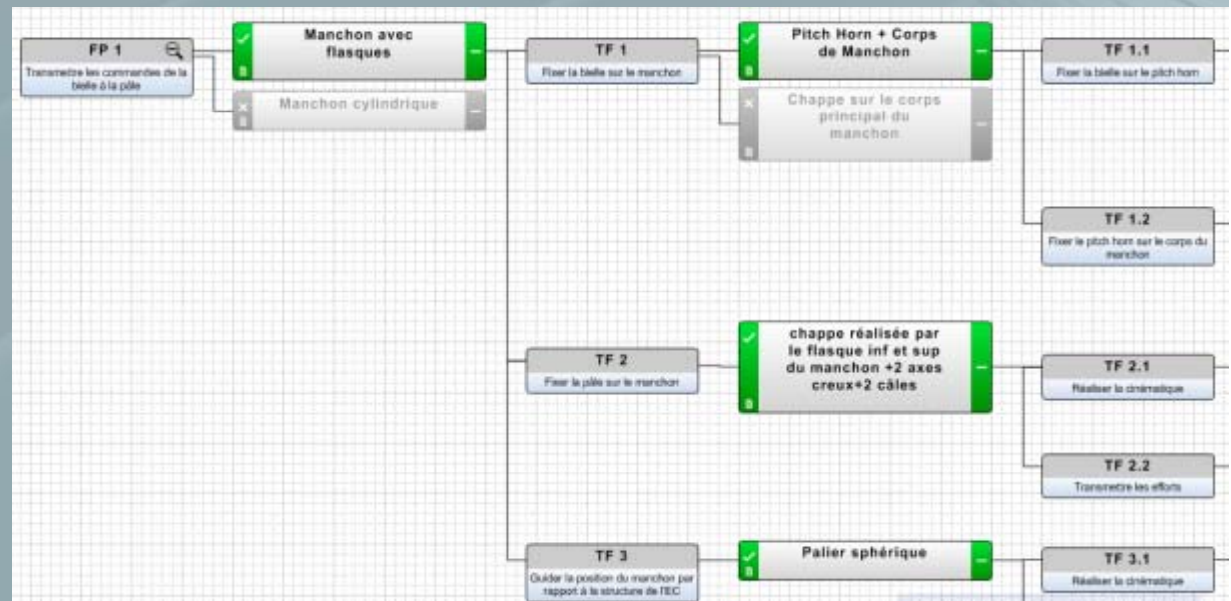 FP 1
Transmettre les commandes de la
bielle à la pâle
Manchon avec
flasques
Manchon cylindrique
TF 1
Fixer la bielle sur le manchon
Pitch Horn + Corps
de Manchon
Chappe sur le corps
principal du
manchon
TF 1.1
Fixer la bielle sur le pitch horn
TF 1.2
Fixer le pitch horn sur le corps du
manchon
TF 2
Fixer la pâle sur le manchon
chappe réalisée par
le flasque inf et sup
du manchon +2 axes
creux+2 câles
TF 2.1
Réaliser la cinématique
TF 2.2
Transmettre les efforts
TF 3
Guider la position du manchon par
rapport à la structure de l'EC
Palier sphérique
TF 3.1
Réaliser la cinématique